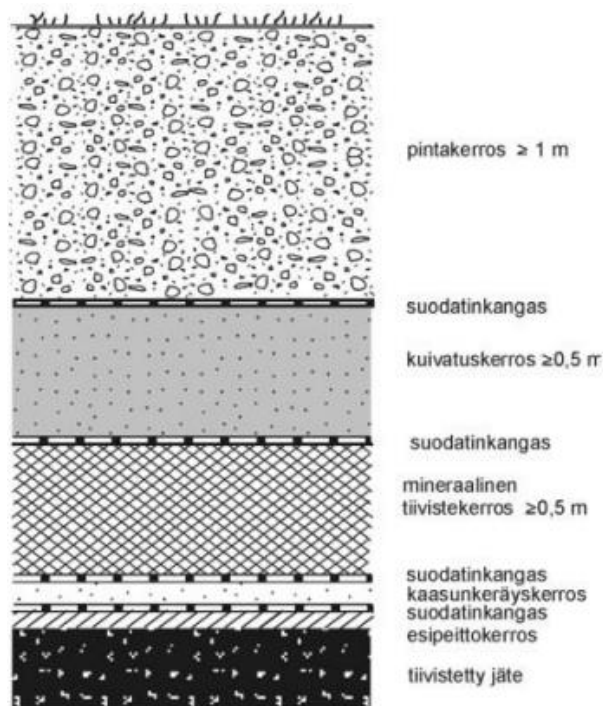 pintakerros ≥ 1 m
suodatinkangas
kuivatuskerros ≥0,5 m
suodatinkangas
mineraalinen
tiivistekerros ≥0,5 m
suodatinkangas
kaasunkeräyskerros
suodatinkangas
esipeittokerros
tiivistetty jäte